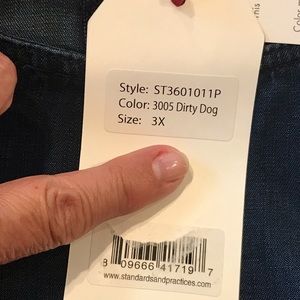 Style: ST3601011P
Color: 3005 Dirty Dog
Size: 3X
8 09666 41719 7
www.standardsandpractices.com